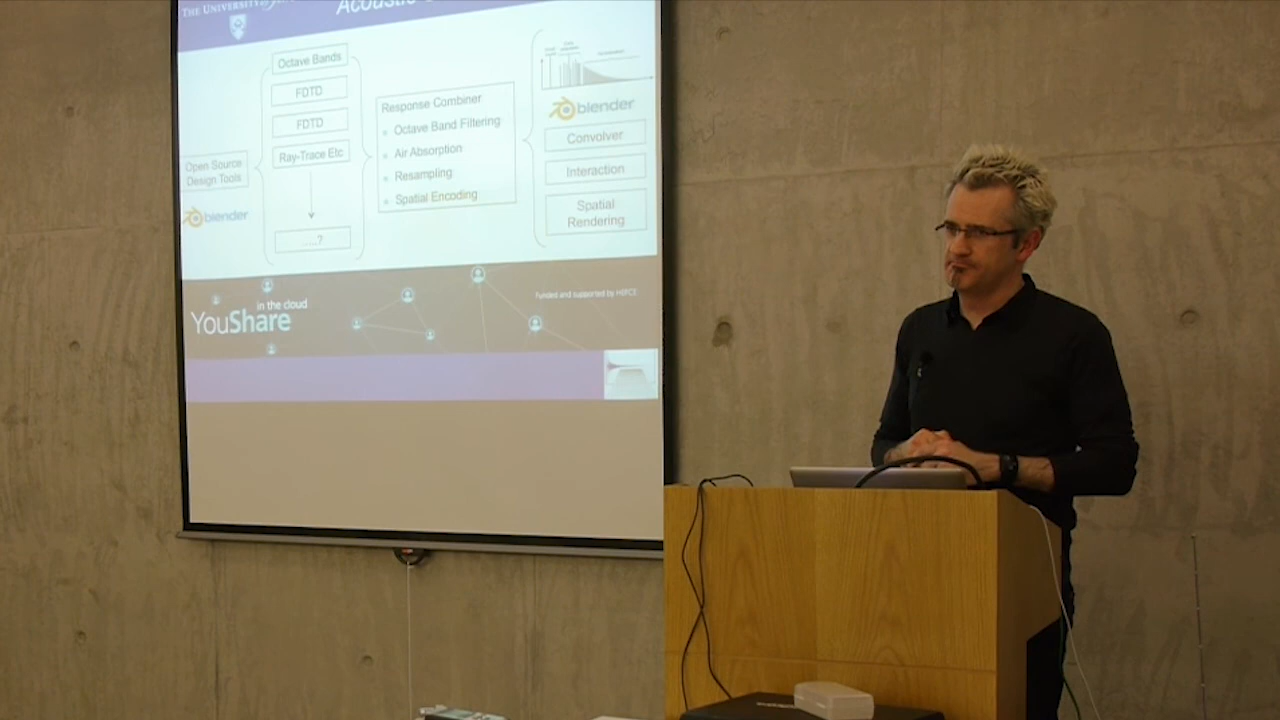 THE UNIVERSITY of
Acoustic
Octave Bands
FDTD
FDTD
Ray-Trace Etc
.....?
Open Source
Design Tools
blender
Response Combiner
Octave Band Filtering
Air Absorption
Resampling
Spatial Encoding
blender
Convolver
Interaction
Spatial
Rendering
in the cloud
YouShare
Funded and supported by HEFCE